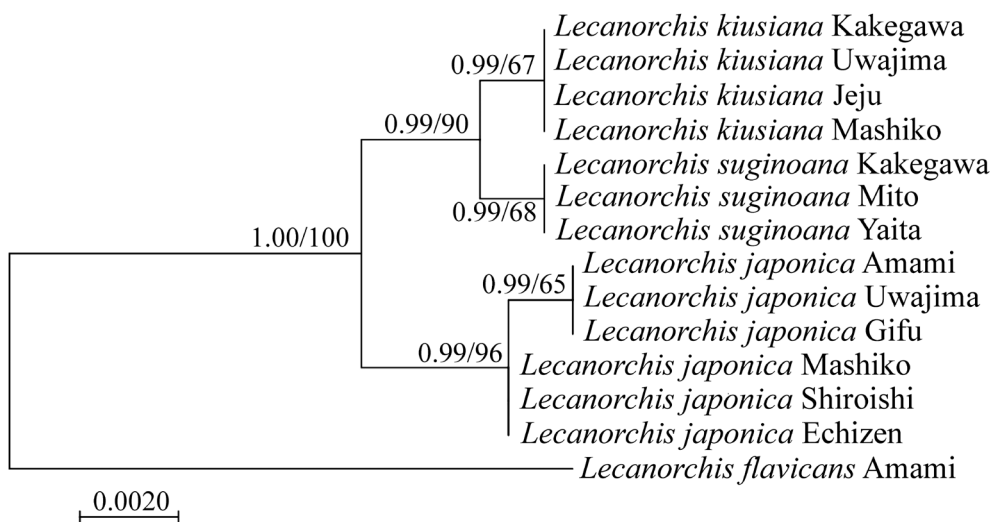 Lecanorchis kiusiana Kakegawa
0.99/67
Lecanorchis kiusiana Uwajima
Lecanorchis kiusiana Jeju
0.99/90
Lecanorchis kiusiana Mashiko
Lecanorchis suginoana Kakegawa
Lecanorchis suginoana Mito
0.99/68
Lecanorchis suginoana Yaita
1.00/100
Lecanorchis japonica Amami
0.99/65
Lecanorchis japonica Uwajima
Lecanorchis japonica Gifu
0.99/96
Lecanorchis japonica Mashiko
Lecanorchis japonica Shiroishi
Lecanorchis japonica Echizen
Lecanorchis flavicans Amami
0.0020